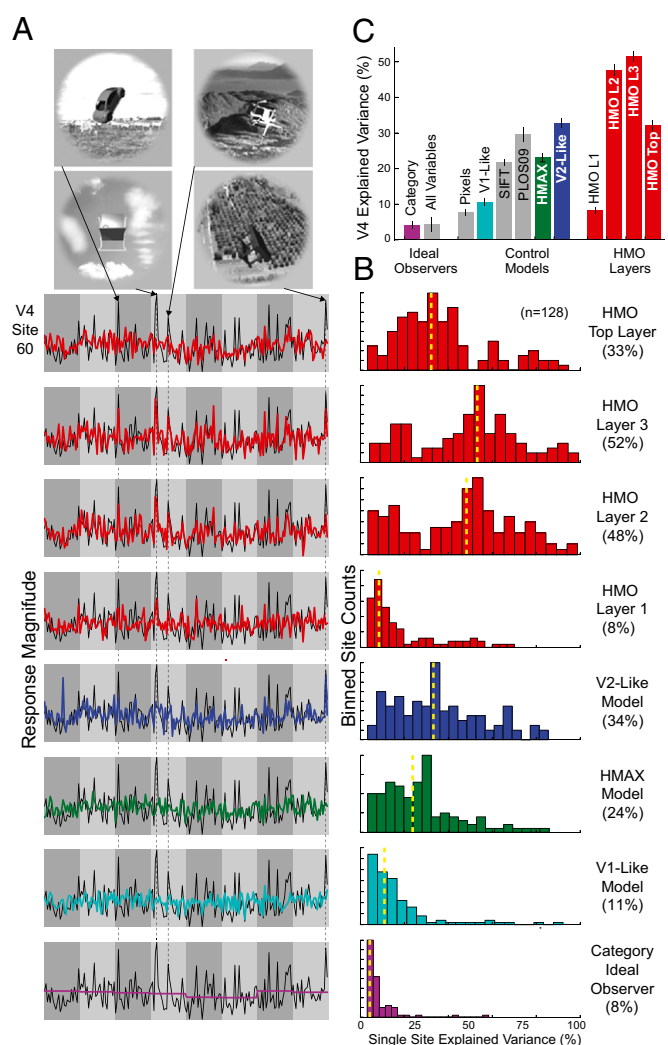 A
C
V4 Explained Variance (%)
50
40
30
20
10
0
Category
All Variables
Pixels
V1-Like
SIFT
PLOS09
HMAX
V2-Like
HMO L1
HMO L2
HMO L3
HMO Top
Ideal
Observers
Control
Models
HMO
Layers
B
V4
Site
60
Response Magnitude
Binned Site Counts
(n=128)
HMO
Top Layer
(33%)
HMO
Layer 3
(52%)
HMO
Layer 2
(48%)
HMO
Layer 1
(8%)
V2-Like
Model
(34%)
HMAX
Model
(24%)
V1-Like
Model
(11%)
Category
Ideal
Observer
(8%)
0 25 50 75 100
Single Site Explained Variance (%)